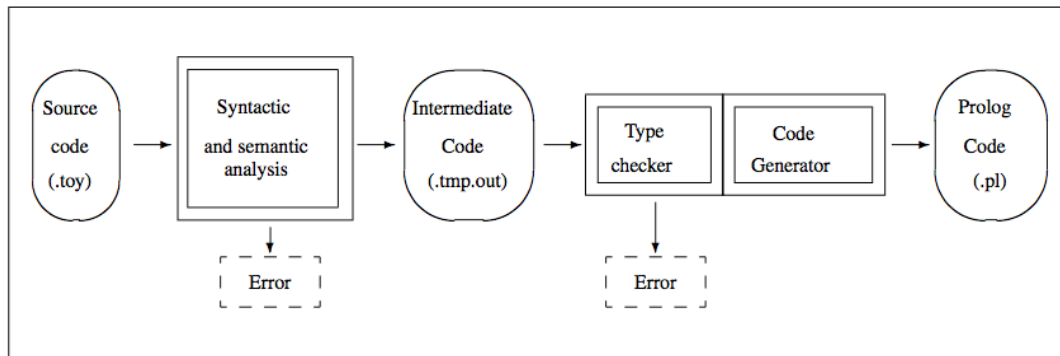 Source
code
(.toy)
Syntactic
and semantic
analysis
Error
Intermediate
Code
(.tmp.out)
Type
checker
Error
Code
Generator
Prolog
Code
(.pl)